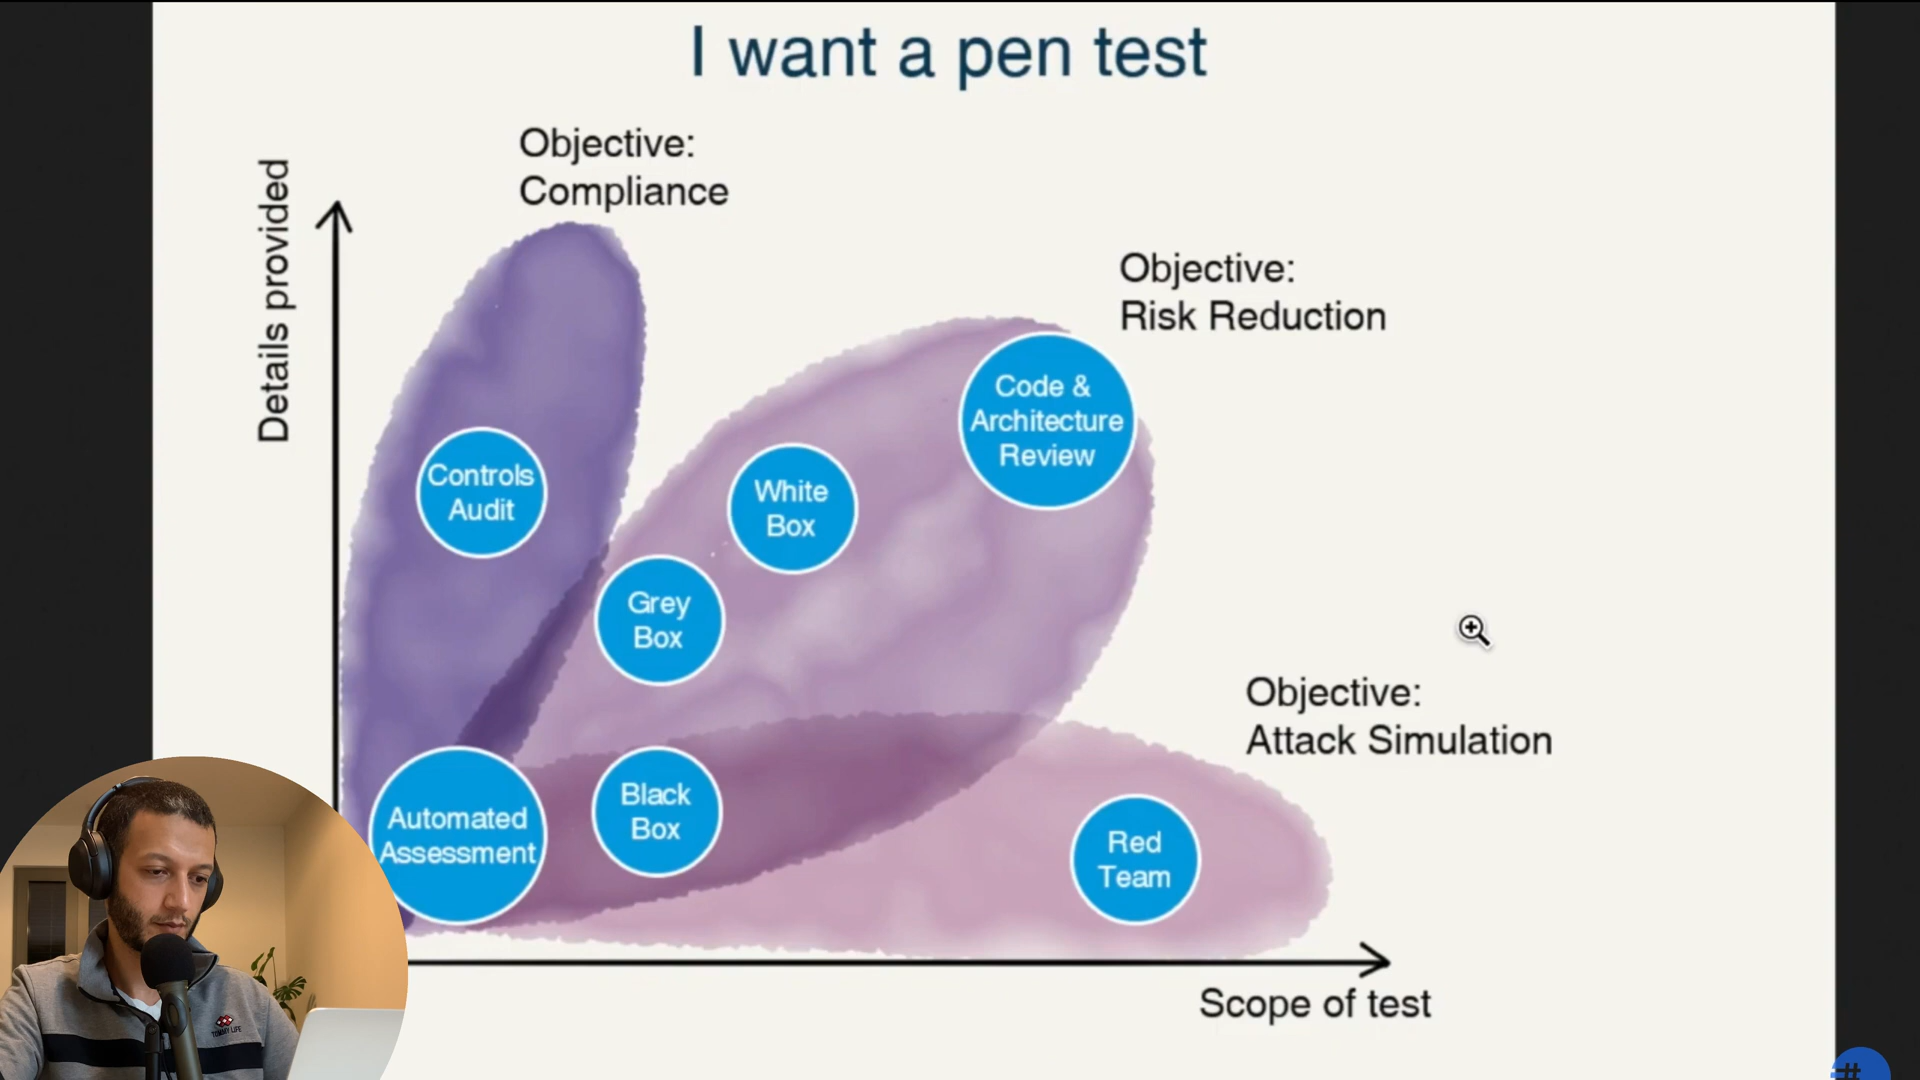 I want a pen test
Objective:
Compliance
Details provided
Objective:
Risk Reduction
Code &
Architecture
Review
Controls
Audit
White
Box
Grey
Box
Objective:
Attack Simulation
Automated
Assessment
Black
Box
Red
Team
Scope of test
#